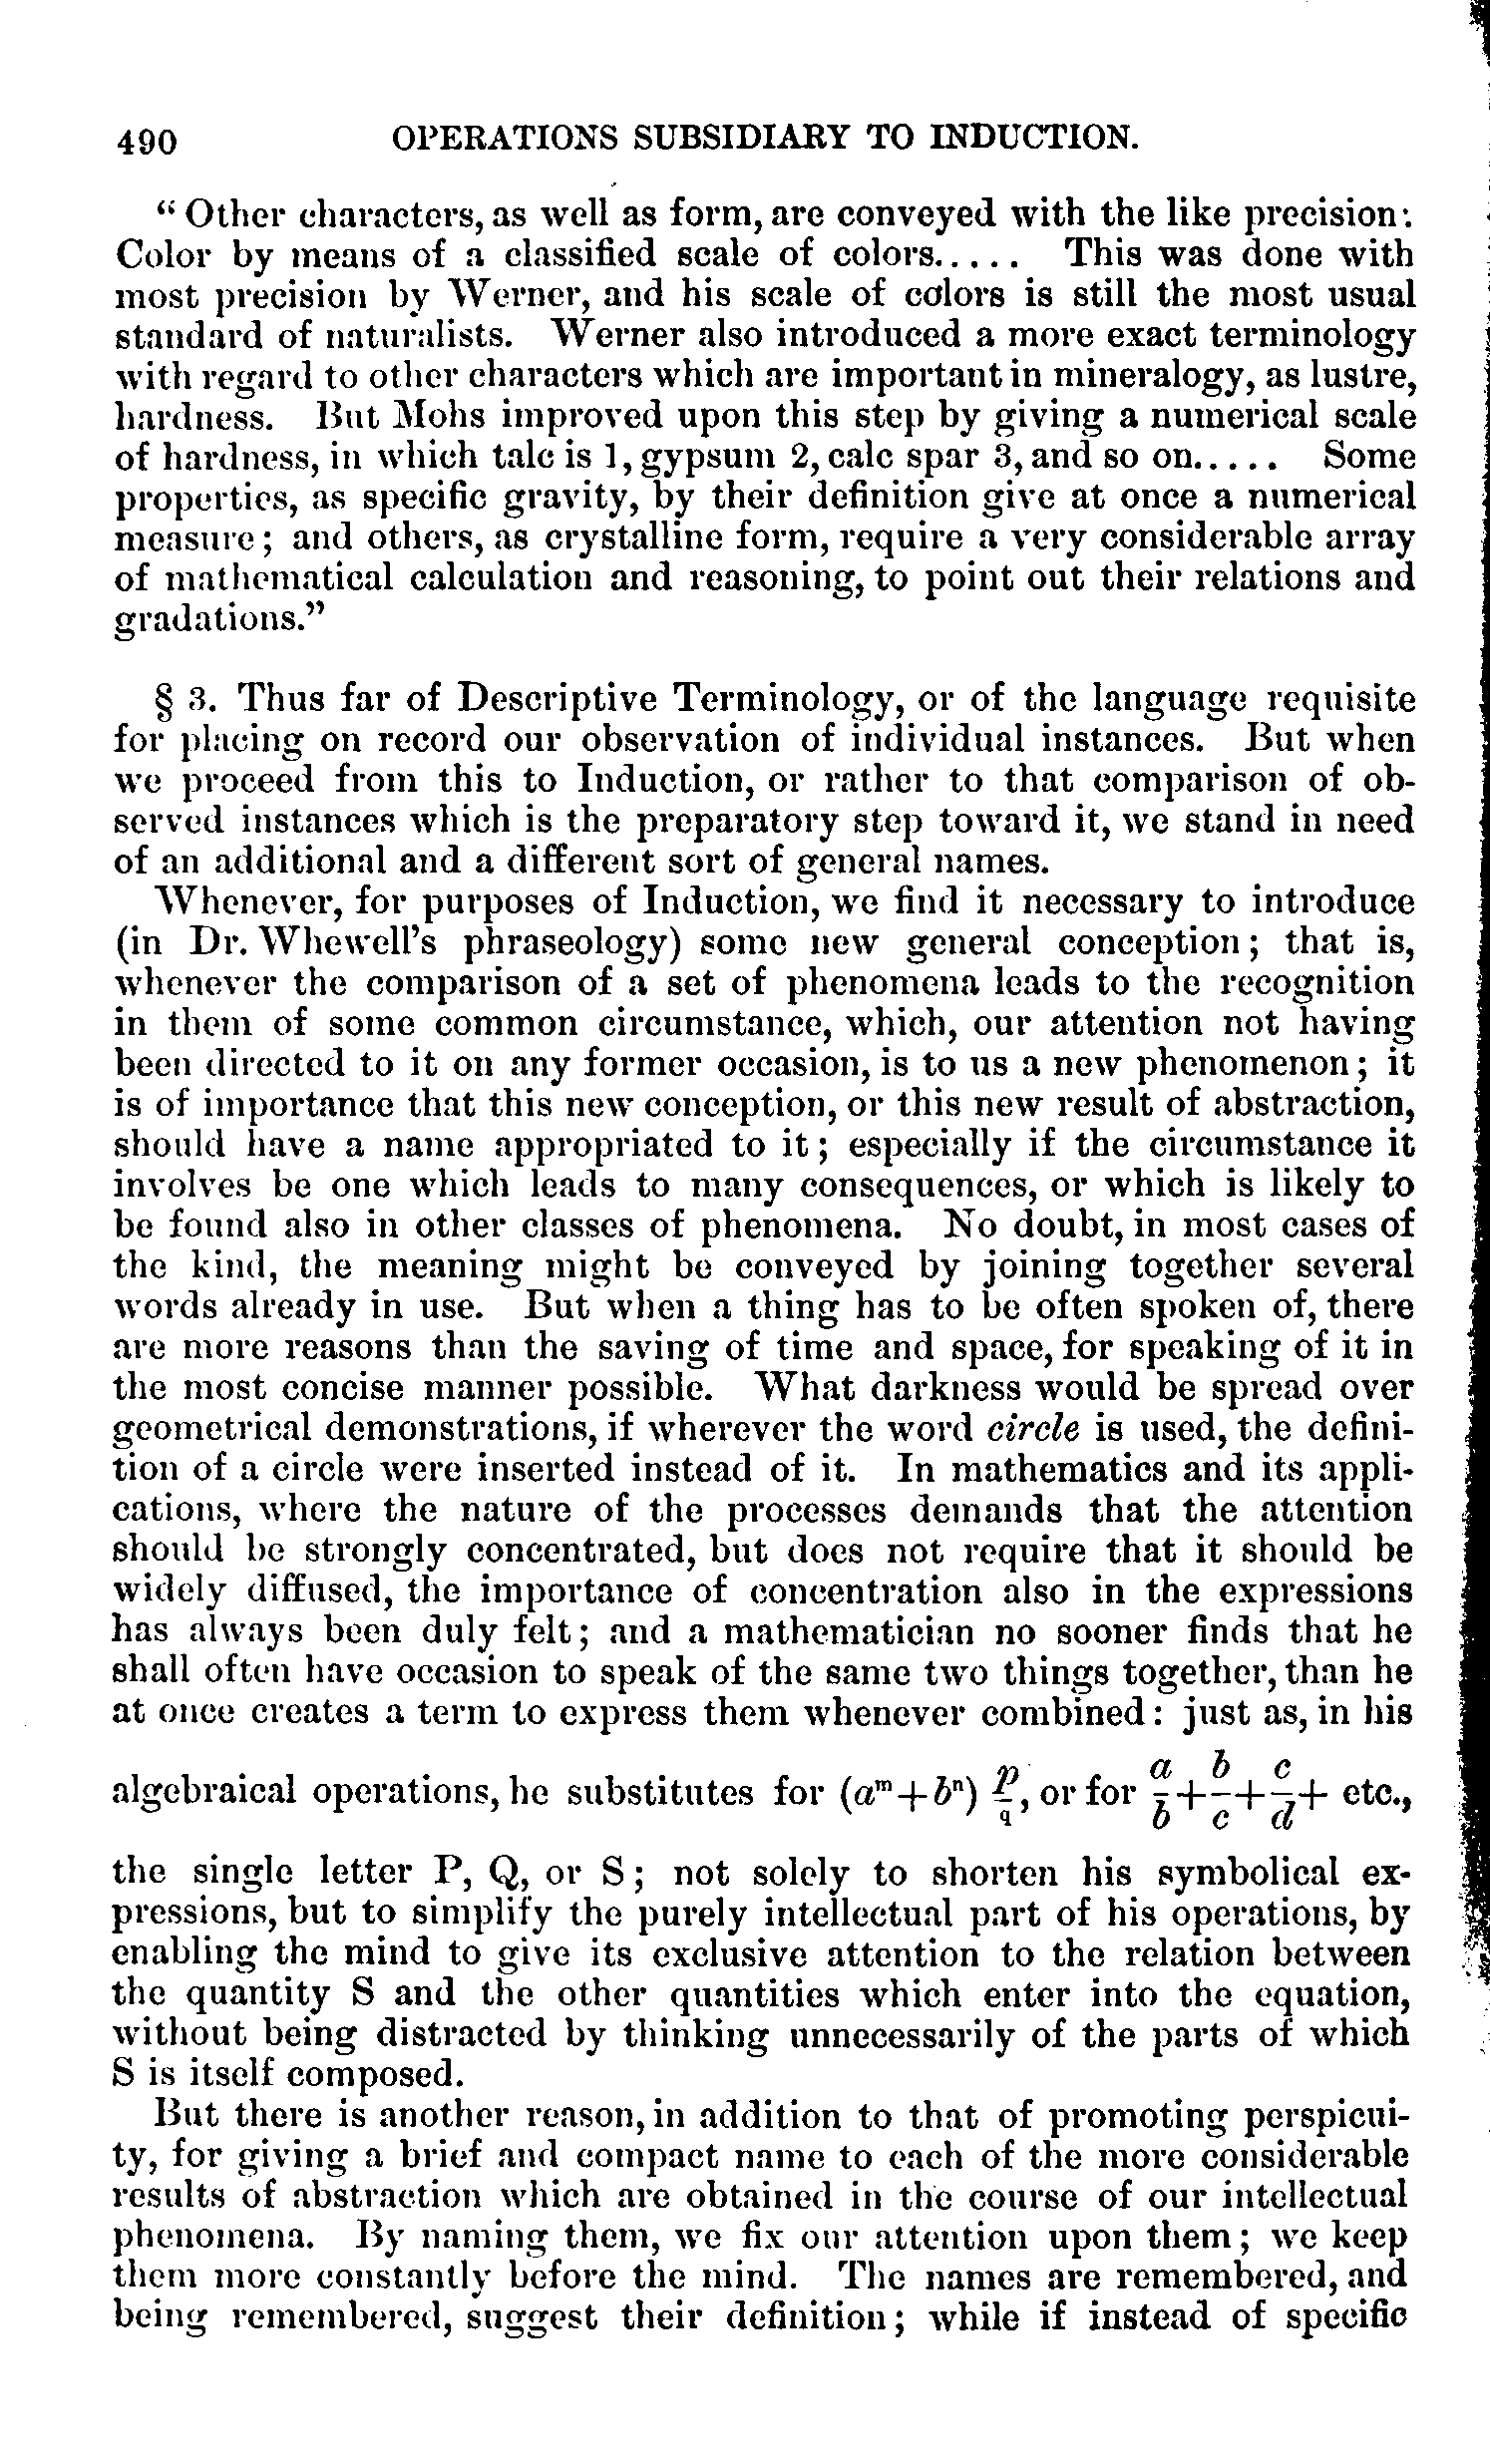 490 OPERATIONS SUBSIDIARY TO INDUCTION.
“Other characters, as well as form, are conveyed with the like precision:
Color by means of a classified scale of colors..... This was done with
most precision by Werner, and his scale of colors is still the most usual
standard of naturalists. Werner also introduced a more exact terminology
with regard to other characters which are important in mineralogy, as lustre,
hardness. But Mohs improved upon this step by giving a numerical scale
of hardness, in which talc is 1, gypsum 2, calc spar 3, and so on..... Some
properties, as specific gravity, by their definition give at once a numerical
measure; and others, as crystalline form, require a very considerable array
of mathematical calculation and reasoning, to point out their relations and
gradations.”
§ 3. Thus far of Descriptive Terminology, or of the language requisite
for placing on record our observation of individual instances. But when
we proceed from this to Induction, or rather to that comparison of ob-
served instances which is the preparatory step toward it, we stand in need
of an additional and a different sort of general names.
Whenever, for purposes of Induction, we find it necessary to introduce
(in Dr. Whewell’s phraseology) some new general conception; that is,
whenever the comparison of a set of phenomena leads to the recognition
in them of some common circumstance, which, our attention not having
been directed to it on any former occasion, is to us a new phenomenon; it
is of importance that this new conception, or this new result of abstraction,
should have a name appropriated to it; especially if the circumstance it
involves be one which leads to many consequences, or which is likely to
be found also in other classes of phenomena. No doubt, in most cases of
the kind, the meaning might be conveyed by joining together several
words already in use. But when a thing has to be often spoken of, there
are more reasons than the saving of time and space, for speaking of it in
the most concise manner possible. What darkness would be spread over
geometrical demonstrations, if wherever the word circle is used, the defini-
tion of a circle were inserted instead of it. In mathematics and its appli-
cations, where the nature of the processes demands that the attention
should be strongly concentrated, but does not require that it should be
widely diffused, the importance of concentration also in the expressions
has always been duly felt; and a mathematician no sooner finds that he
shall often have occasion to speak of the same two things together, than he
at once creates a term to express them whenever combined: just as, in his
algebraical operations, he substitutes for (aᵐ+bⁿ) p/q, or for a/b+b/c+c/d+ etc.,
the single letter P, Q, or S; not solely to shorten his symbolical ex-
pressions, but to simplify the purely intellectual part of his operations, by
enabling the mind to give its exclusive attention to the relation between
the quantity S and the other quantities which enter into the equation,
without being distracted by thinking unnecessarily of the parts of which
S is itself composed.
But there is another reason, in addition to that of promoting perspicui-
ty, for giving a brief and compact name to each of the more considerable
results of abstraction which are obtained in the course of our intellectual
phenomena. By naming them, we fix our attention upon them; we keep
them more constantly before the mind. The names are remembered, and
being remembered, suggest their definition; while if instead of specific